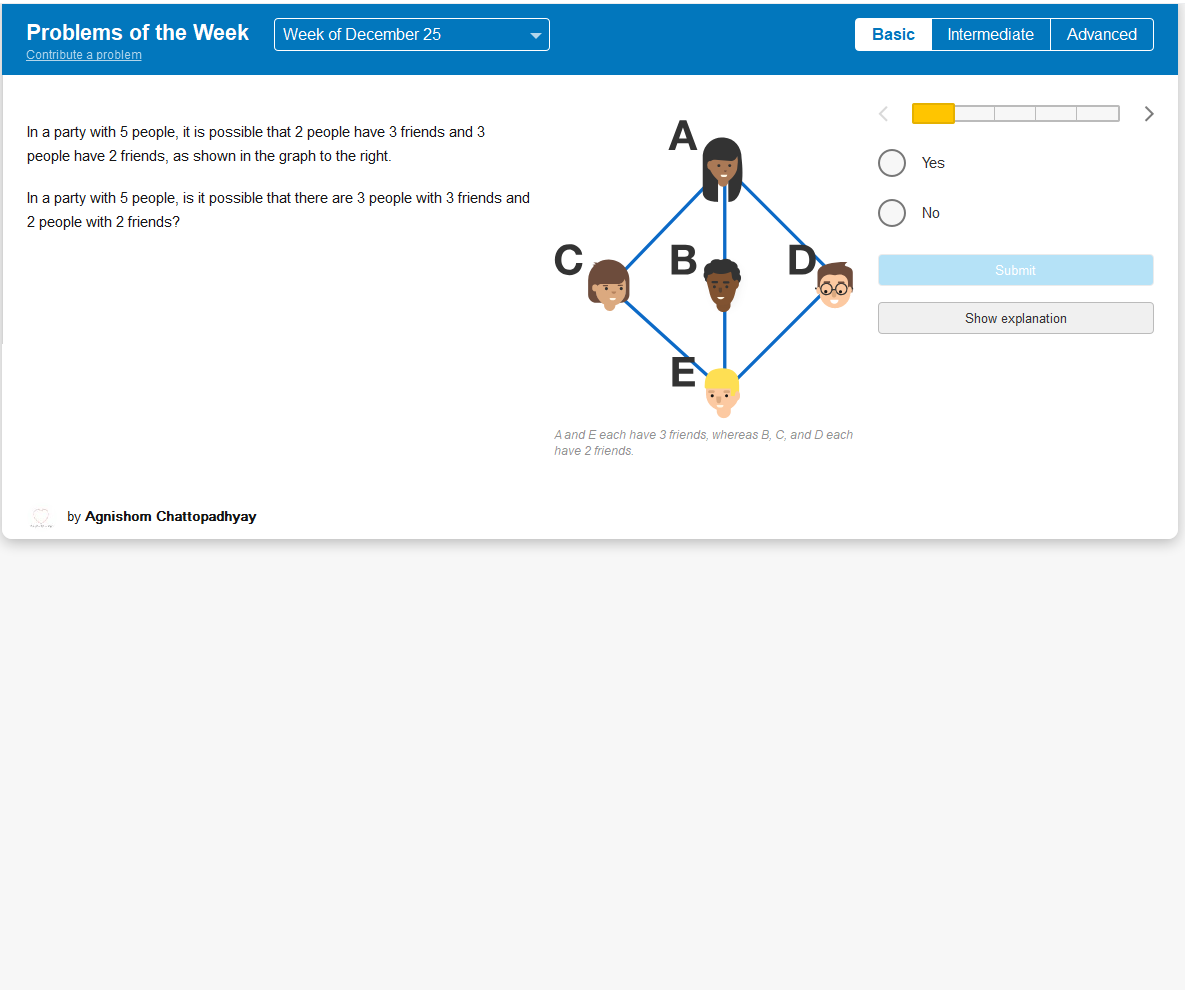 Problems of the Week
Contribute a problem
Week of December 25
Basic
Intermediate
Advanced
In a party with 5 people, it is possible that 2 people have 3 friends and 3
people have 2 friends, as shown in the graph to the right.
In a party with 5 people, is it possible that there are 3 people with 3 friends and
2 people with 2 friends?
A
C
B
D
E
A and E each have 3 friends, whereas B, C, and D each
have 2 friends.
Yes
No
Submit
Show explanation
by Agnishom Chattopadhyay